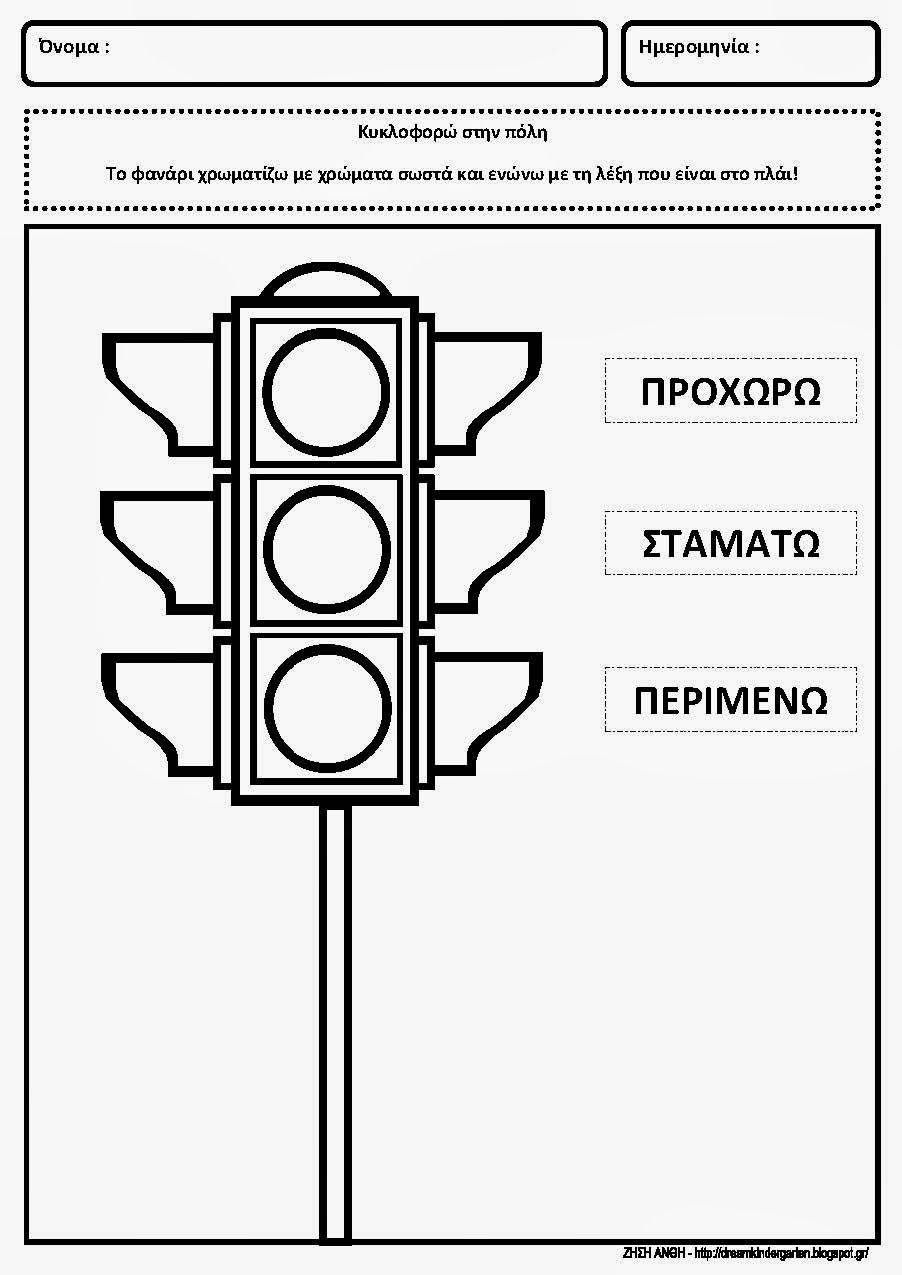 Όνομα :
Ημερομηνία :
Κυκλοφορώ στην πόλη
Το φανάρι χρωματίζω με χρώματα σωστά και ενώνω με τη λέξη που είναι στο πλάι!
ΠΡΟΧΩΡΩ
ΣΤΑΜΑΤΩ
ΠΕΡΙΜΕΝΩ
ΖΗΣΗ ΑΝΘΗ - http://dreamkindergarten.blogspot.gr/